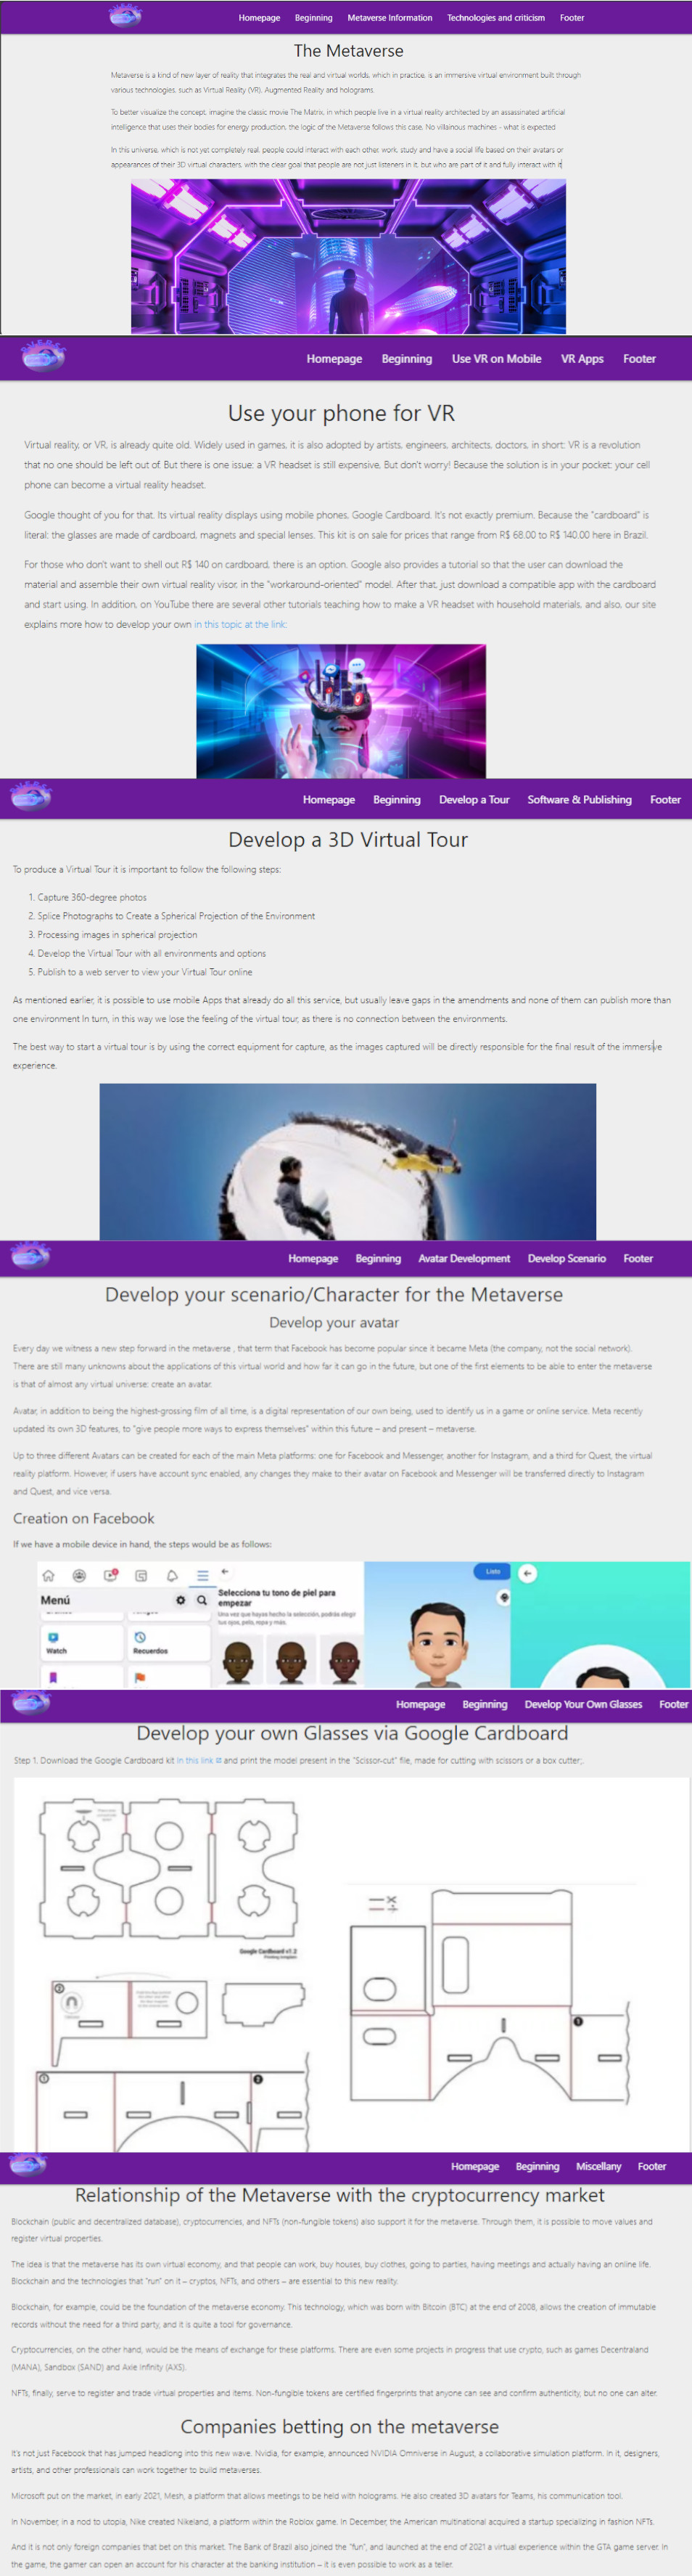 Homepage Beginning Metaverse Information Technologies and criticism Footer
The Metaverse
Metaverse is a kind of new layer of reality that integrates the real and virtual worlds, which in practice, is an immersive virtual environment built through
various technologies, such as Virtual Reality (VR), Augmented Reality and holograms.
To better visualize the concept, imagine the classic movie The Matrix, in which people live in a virtual reality architected by an assassinated artificial
intelligence that uses their bodies for energy production, the logic of the Metaverse follows this case. No villainous machines - what is expected
In this universe, which is not yet completely real, people could interact with each other, work, study and have a social life based on their avatars or
appearances of their 3D virtual characters, with the clear goal that people are not just listeners in it, but who are part of it and fully interact with it
Homepage Beginning Use VR on Mobile VR Apps Footer
Use your phone for VR
Virtual reality, or VR, is already quite old. Widely used in games, it is also adopted by artists, engineers, architects, doctors, in short: VR is a revolution
that no one should be left out of. But there is one issue: a VR headset is still expensive, But don't worry! Because the solution is in your pocket: your cell
phone can become a virtual reality headset.
Google thought of you for that. Its virtual reality displays using mobile phones, Google Cardboard. It's not exactly premium. Because the "cardboard" is
literal: the glasses are made of cardboard, magnets and special lenses. This kit is on sale for prices that range from R$ 68.00 to R$ 140.00 here in Brazil.
For those who don't want to shell out R$ 140 on cardboard, there is an option. Google also provides a tutorial so that the user can download the
material and assemble their own virtual reality visor, in the "workaround-oriented" model. After that, just download a compatible app with the cardboard
and start using. In addition, on YouTube there are several other tutorials teaching how to make a VR headset with household materials, and also, our site
explains more how to develop your own in this topic at the link:
Homepage Beginning Develop a Tour Software & Publishing Footer
Develop a 3D Virtual Tour
To produce a Virtual Tour it is important to follow the following steps:
1. Capture 360-degree photos
2. Splice Photographs to Create a Spherical Projection of the Environment
3. Processing images in spherical projection
4. Develop the Virtual Tour with all environments and options
5. Publish to a web server to view your Virtual Tour online
As mentioned earlier, it is possible to use mobile Apps that already do all this service, but usually leave gaps in the amendments and none of them can publish more than
one environment In turn, in this way we lose the feeling of the virtual tour, as there is no connection between the environments.
The best way to start a virtual tour is by using the correct equipment for capture, as the images captured will be directly responsible for the final result of the immersive
experience.
Homepage Beginning Avatar Development Develop Scenario Footer
Develop your scenario/Character for the Metaverse
Develop your avatar
Every day we witness a new step forward in the metaverse , that term that Facebook has become popular since it became Meta (the company, not the social network).
There are still many unknowns about the applications of this virtual world and how far it can go in the future, but one of the first elements to be able to enter the metaverse
is that of almost any virtual universe: create an avatar.
Avatar, in addition to being the highest-grossing film of all time, is a digital representation of our own being, used to identify us in a game or online service. Meta recently
updated its own 3D features, to "give people more ways to express themselves" within this future – and present – metaverse.
Up to three different Avatars can be created for each of the main Meta platforms: one for Facebook and Messenger, another for Instagram, and a third for Quest, the virtual
reality platform. However, if users have account sync enabled, any changes they make to their avatar on Facebook and Messenger will be transferred directly to Instagram
and Quest, and vice versa.
Creation on Facebook
If we have a mobile device in hand, the steps would be as follows:
Menú
Watch Recuerdos
Selecciona tu tono de piel para
empezar
Una vez que hayas hecho la selección, podrás elegir
tus ojos, pelo, ropa y más.
Listo
Homepage Beginning Develop Your Own Glasses Footer
Develop your own Glasses via Google Cardboard
Step 1. Download the Google Cardboard kit in this link and print the model present in the "Scissor-cut" file, made for cutting with scissors or a box cutter;.
Google Cardboard v1.2
Homepage Beginning Miscellany Footer
Relationship of the Metaverse with the cryptocurrency market
Blockchain (public and decentralized database), cryptocurrencies, and NFTs (non-fungible tokens) also support it for the metaverse. Through them, it is possible to move values and
register virtual properties.
The idea is that the metaverse has its own virtual economy, and that people can work, buy houses, buy clothes, going to parties, having meetings and actually having an online life.
Blockchain and the technologies that "run" on it – cryptos, NFTs, and others – are essential to this new reality.
Blockchain, for example, could be the foundation of the metaverse economy. This technology, which was born with Bitcoin (BTC) at the end of 2008, allows the creation of immutable
records without the need for a third party, and it is quite a tool for governance.
Cryptocurrencies, on the other hand, would be the means of exchange for these platforms. There are even some projects in progress that use crypto, such as games Decentraland
(MANA), Sandbox (SAND) and Axie Infinity (AXS).
NFTs, finally, serve to register and trade virtual properties and items. Non-fungible tokens are certified fingerprints that anyone can see and confirm authenticity, but no one can alter.
Companies betting on the metaverse
It's not just Facebook that has jumped headlong into this new wave. Nvidia, for example, announced NVIDIA Omniverse in August, a collaborative simulation platform. In it, designers,
artists, and other professionals can work together to build metaverses.
Microsoft put on the market, in early 2021, Mesh, a platform that allows meetings to be held with holograms. He also created 3D avatars for Teams, his communication tool.
In November, in a nod to utopia, Nike created Nikeland, a platform within the Roblox game. In December, the American multinational acquired a startup specializing in fashion NFTs.
And it is not only foreign companies that bet on this market. The Bank of Brazil also joined the "fun", and launched at the end of 2021 a virtual experience within the GTA game server. In
the game, the gamer can open an account for his character at the banking institution – it is even possible to work as a teller.